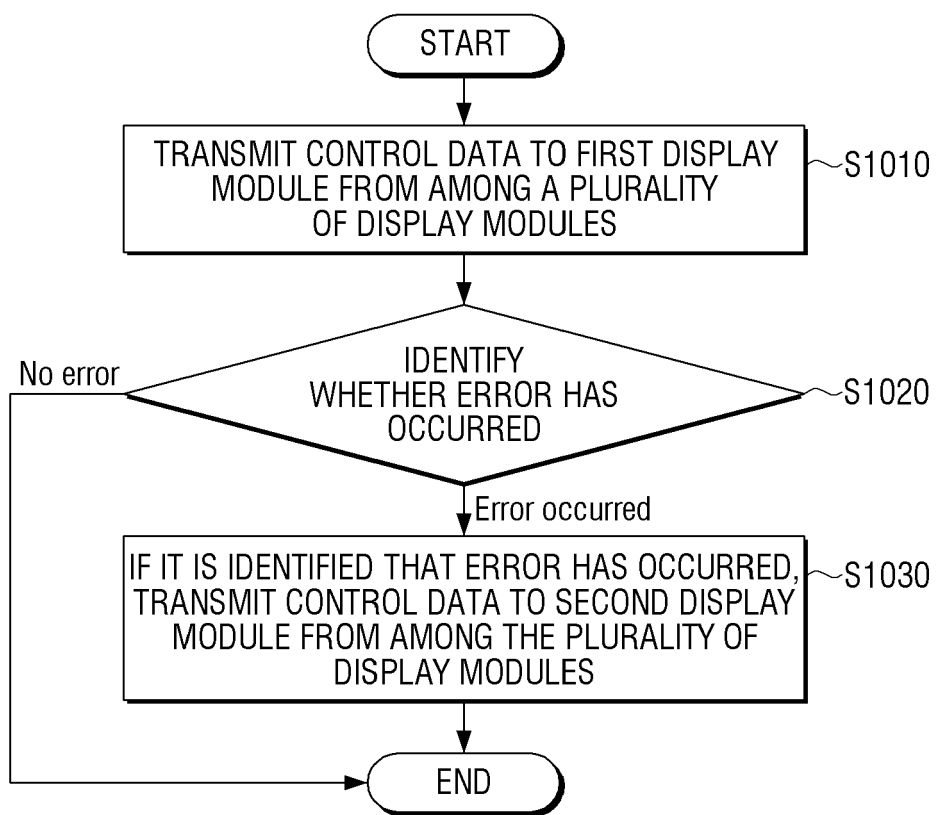 START
TRANSMIT CONTROL DATA TO FIRST DISPLAY
MODULE FROM AMONG A PLURALITY
OF DISPLAY MODULES
S1010
IDENTIFY
WHETHER ERROR HAS
OCCURRED
S1020
No error
Error occurred
IF IT IS IDENTIFIED THAT ERROR HAS OCCURRED,
TRANSMIT CONTROL DATA TO SECOND DISPLAY
MODULE FROM AMONG THE PLURALITY OF
DISPLAY MODULES
S1030
END